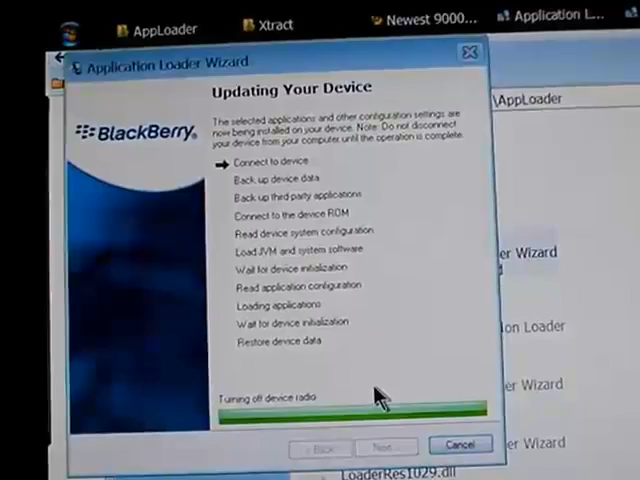 AppLoader
Xtract
Newest 9000...
Application L...
Application Loader Wizard
\AppLoader
Updating Your Device
BlackBerry
The selected applications and other configuration settings are
now being installed on your device. Note: Do not disconnect
your device from your computer until the operation is complete.
Connect to device
Back up device data
Back up third party applications
Connect to the device ROM
Read device system configuration
Load JVM and system software
Wait for device initialization
Read application configuration
Loading applications
Wait for device initialization
Restore device data
Turning off device radio
< Back
Cancel
er Wizard
on Loader
er Wizard
er Wizard
LoaderRes1029.dll